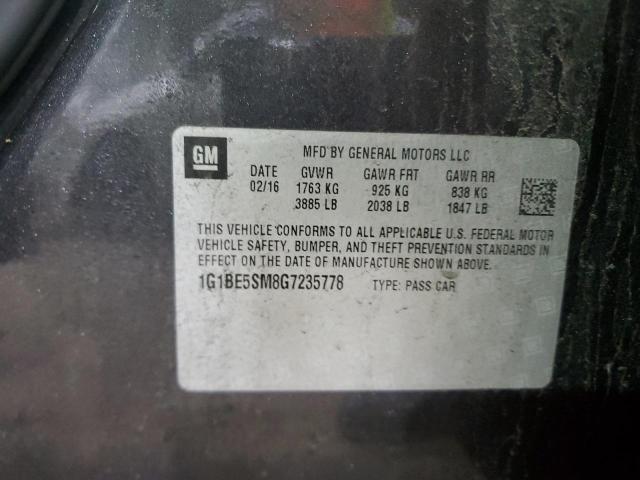 GM
MFD BY GENERAL MOTORS LLC
DATE GVWR GAWR FRT GAWR RR
02/16 1763 KG 925 KG 838 KG
3885 LB 2038 LB 1847 LB
THIS VEHICLE CONFORMS TO ALL APPLICABLE U.S. FEDERAL MOTOR
VEHICLE SAFETY, BUMPER, AND THEFT PREVENTION STANDARDS IN
EFFECT ON THE DATE OF MANUFACTURE SHOWN ABOVE.
1G1BE5SM8G7235778 TYPE: PASS CAR